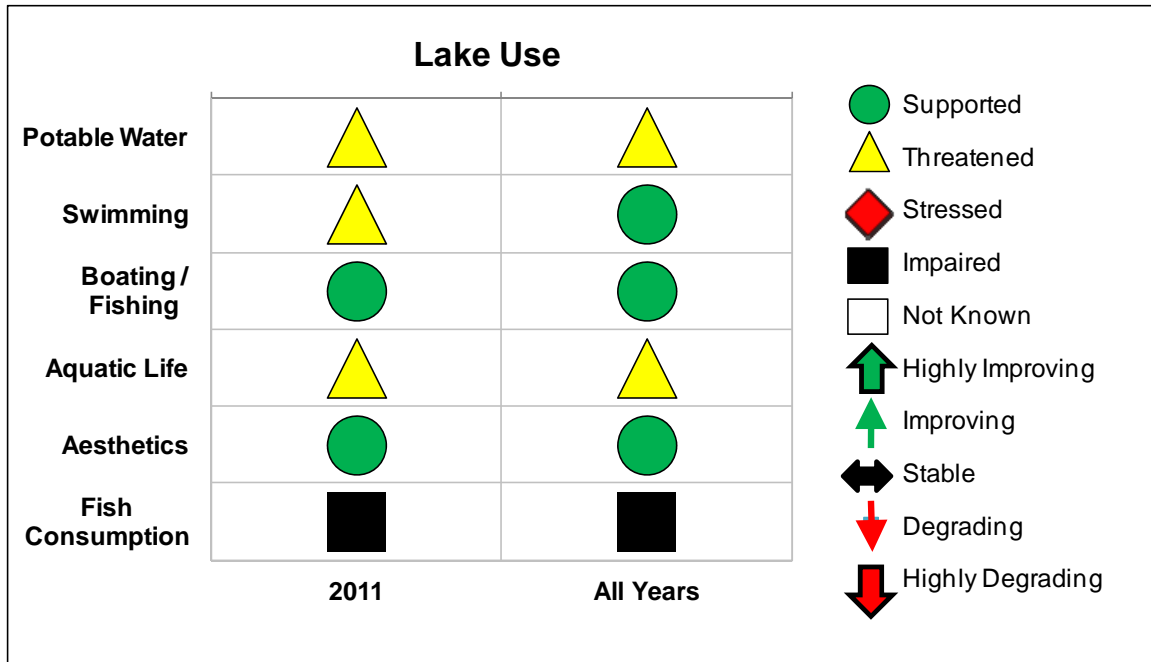 Lake Use
Potable Water
Swimming
Boating /
Fishing
Aquatic Life
Aesthetics
Fish
Consumption
2011
All Years
Supported
Threatened
Stressed
Impaired
Not Known
Highly Improving
Improving
Stable
Degrading
Highly Degrading